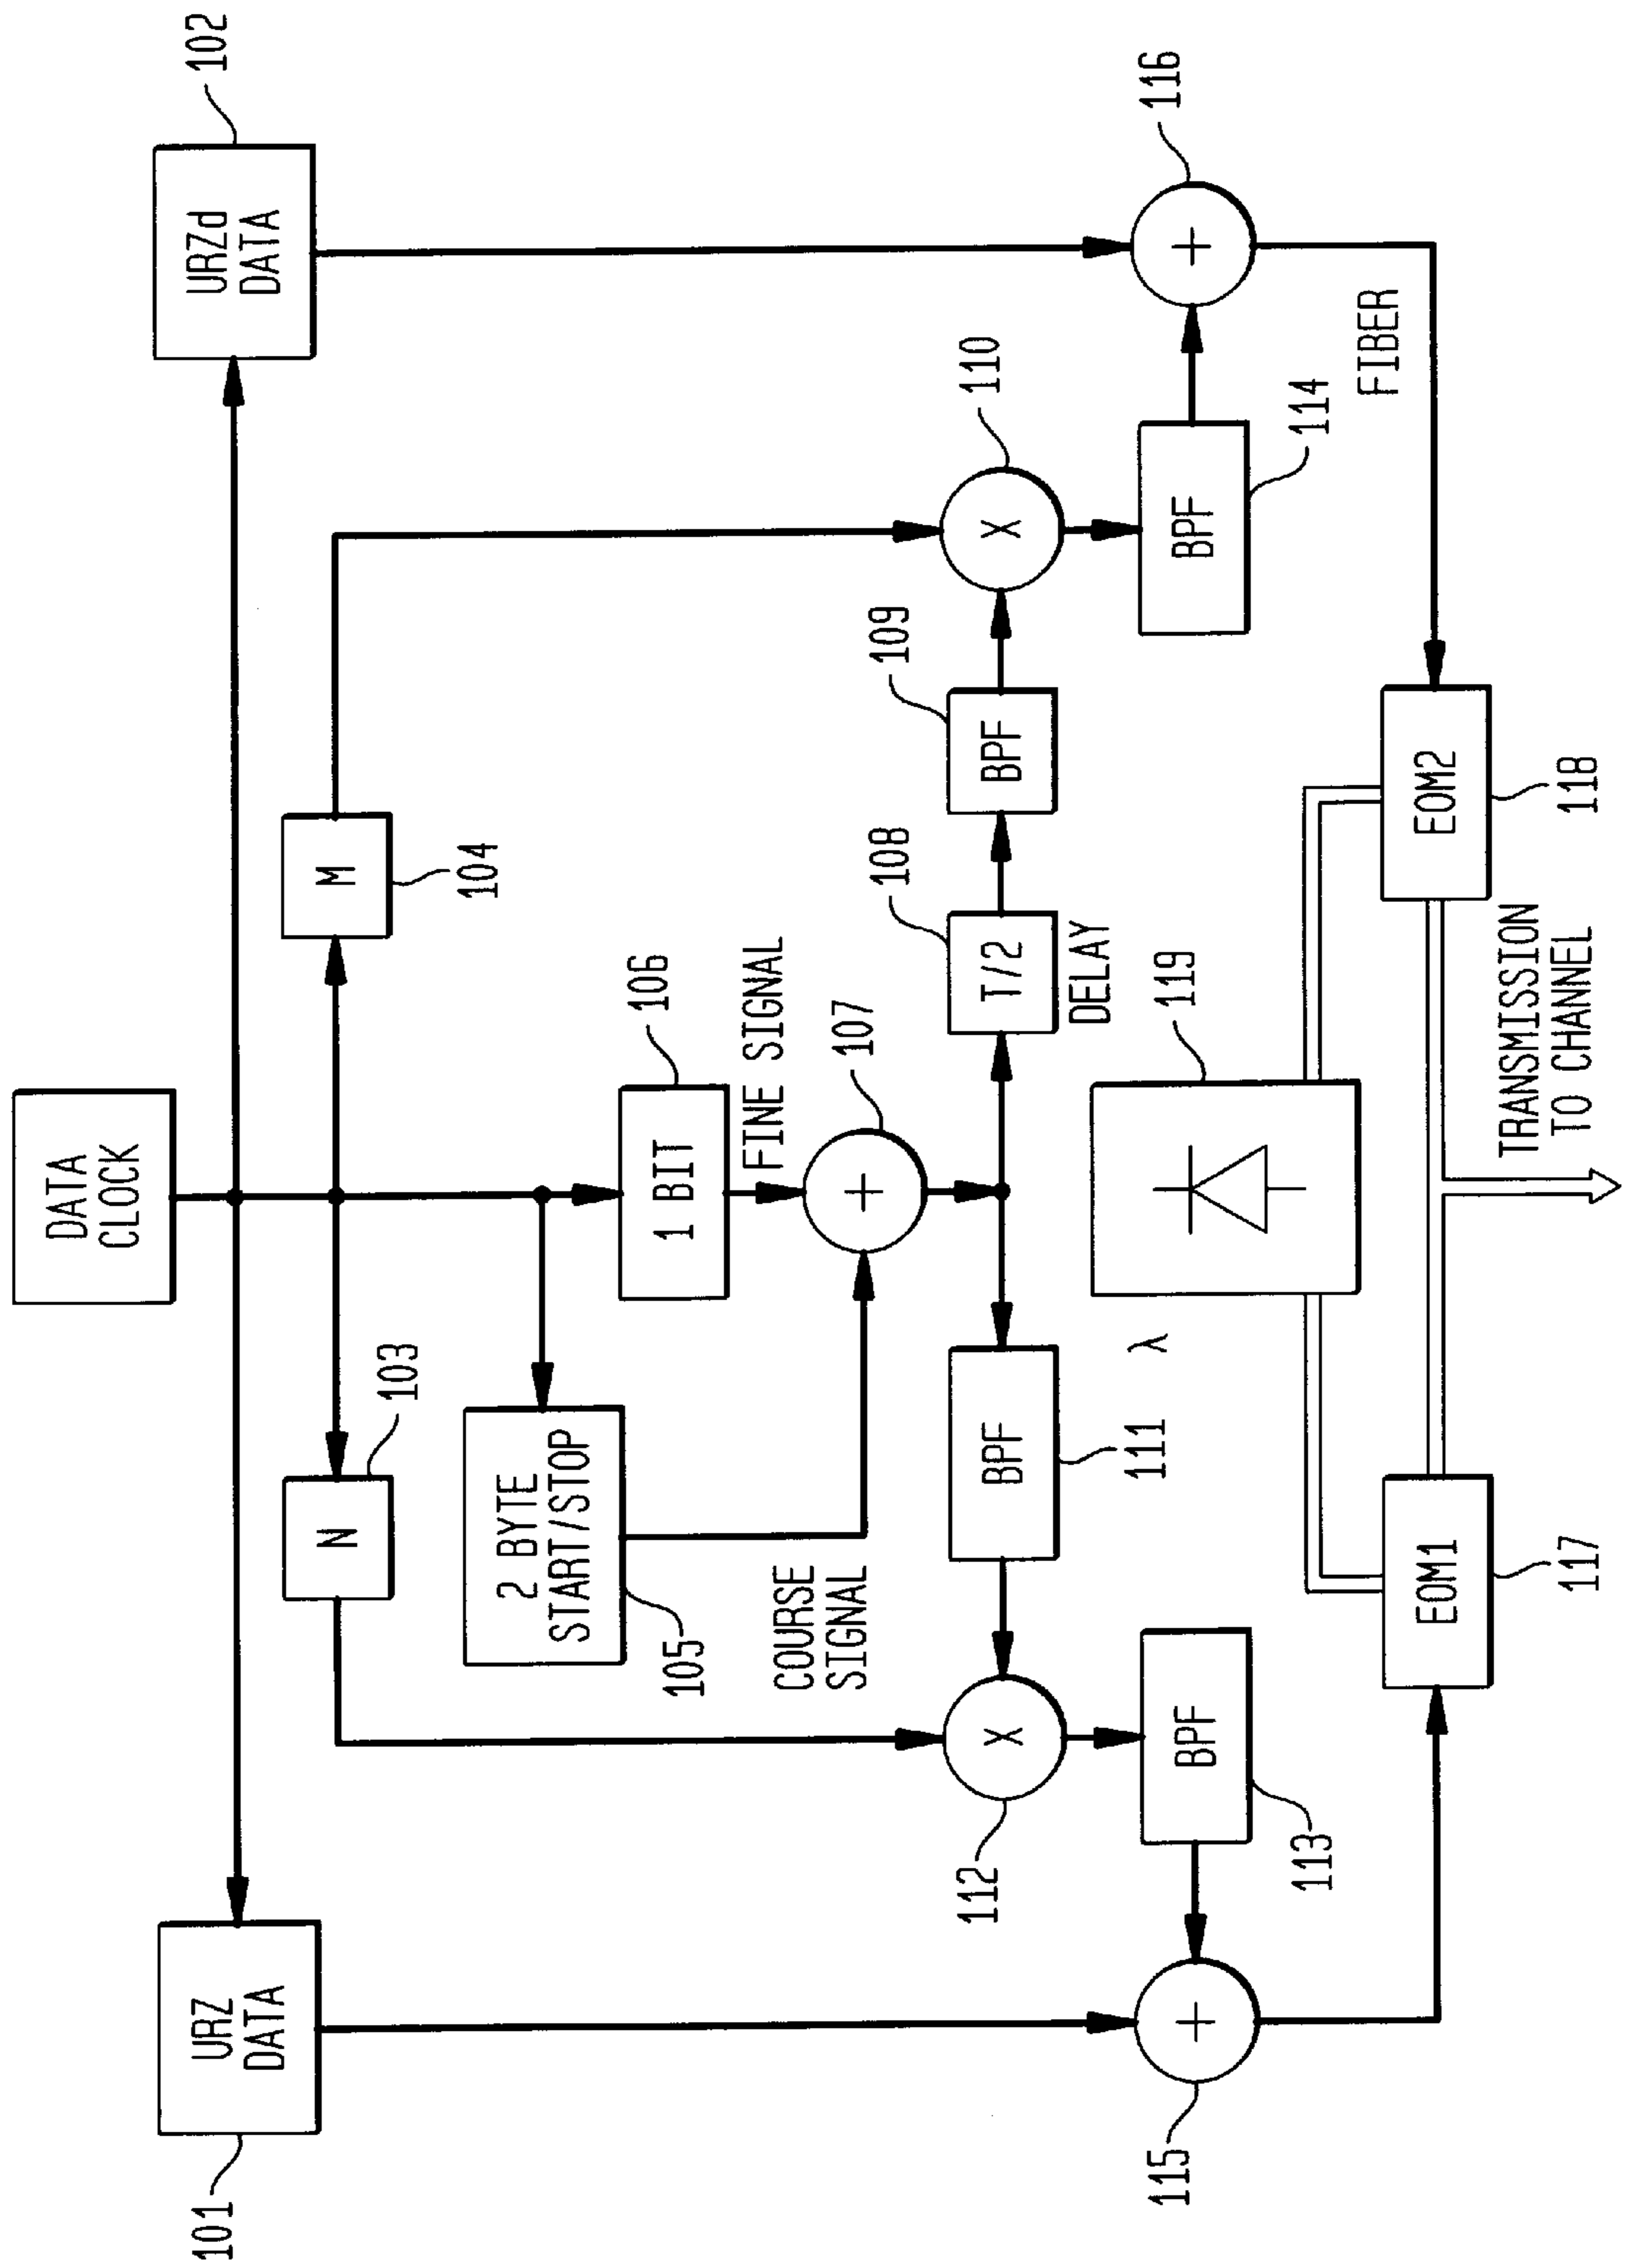 DATA
CLOCK
101
URZ
DATA
URZd
DATA
102
N
103
M
104
2 BYTE
START/STOP
105
1 BIT
106
COURSE
SIGNAL
FINE SIGNAL
+
107
112
X
BPF
111
T/2
108
DELAY
BPF
109
X
110
115
+
BPF
113
λ
119
BPF
114
+
116
FIBER
EOM1
117
EOM2
118
TRANSMISSION
TO CHANNEL